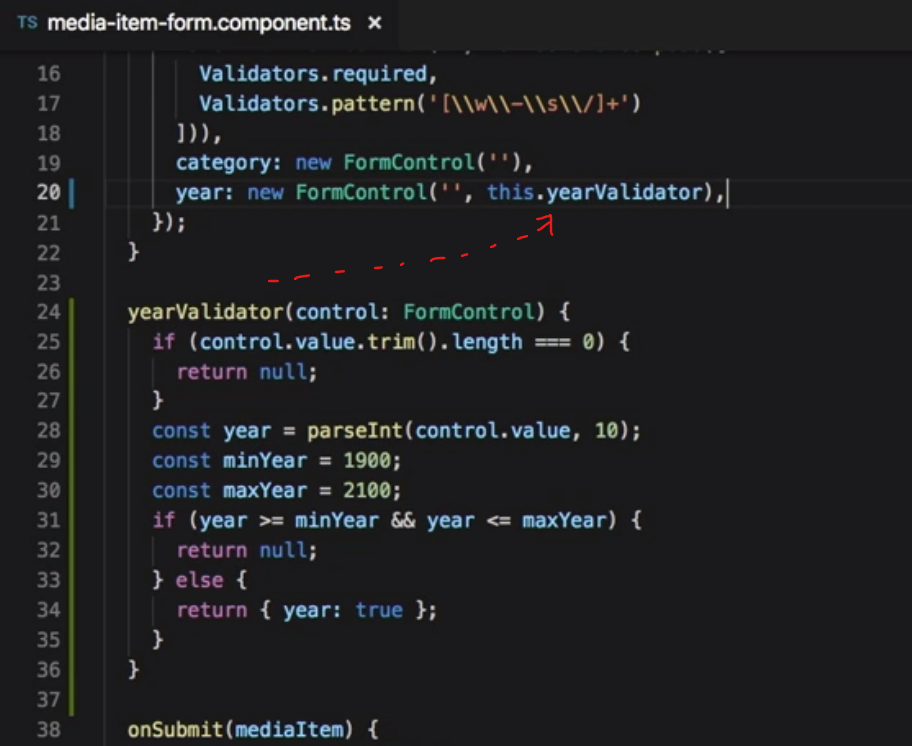 TS media-item-form.component.ts ×
16 Validators.required,
17 Validators.pattern('[\\w\\-\\s\\/]+')
18 ])),
19 category: new FormControl(''),
20 year: new FormControl('', this.yearValidator),
21 });
22 }
23
24 yearValidator(control: FormControl) {
25 if (control.value.trim().length === 0) {
26 return null;
27 }
28 const year = parseInt(control.value, 10);
29 const minYear = 1900;
30 const maxYear = 2100;
31 if (year >= minYear && year <= maxYear) {
32 return null;
33 } else {
34 return { year: true };
35 }
36 }
37
38 onSubmit(mediaItem) {